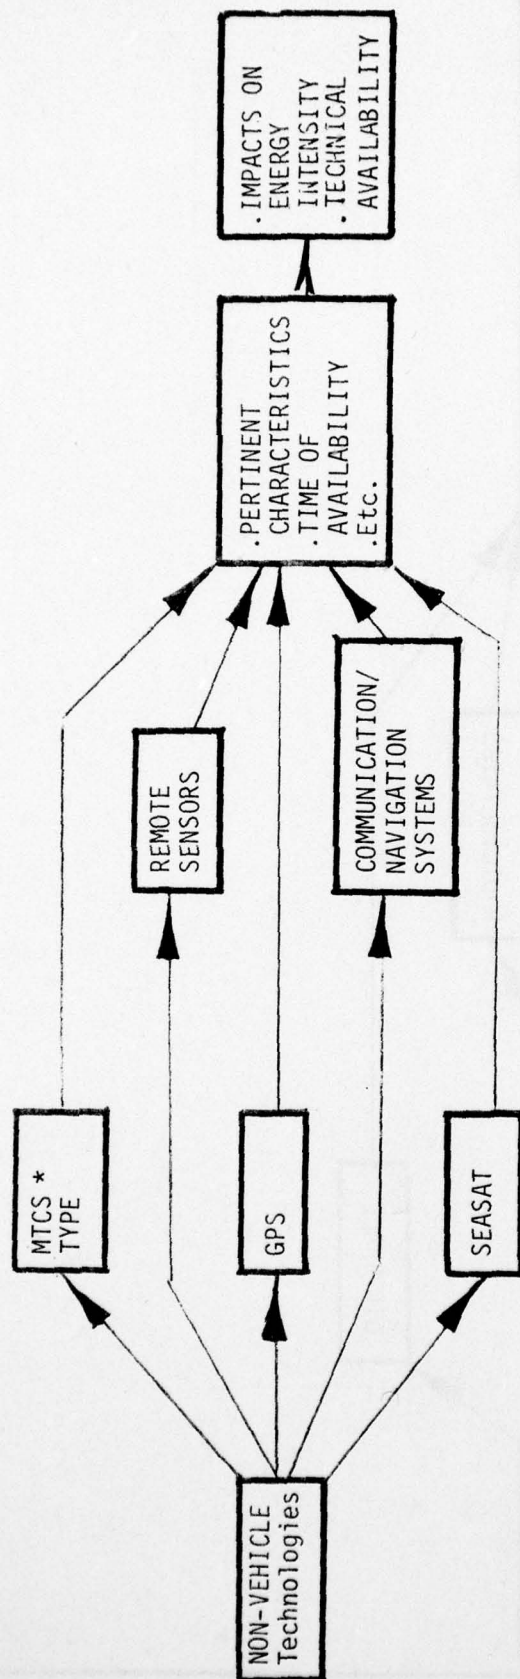 NON-VEHICLE
Technologies
MTCS *
TYPE
REMOTE
SENSORS
GPS
COMMUNICATION/
NAVIGATION
SYSTEMS
SEASAT
.PERTINENT
CHARACTERISTICS
.TIME OF
AVAILABILITY
.Etc.
.IMPACTS ON
ENERGY
INTENSITY
.TECHNICAL
AVAILABILITY